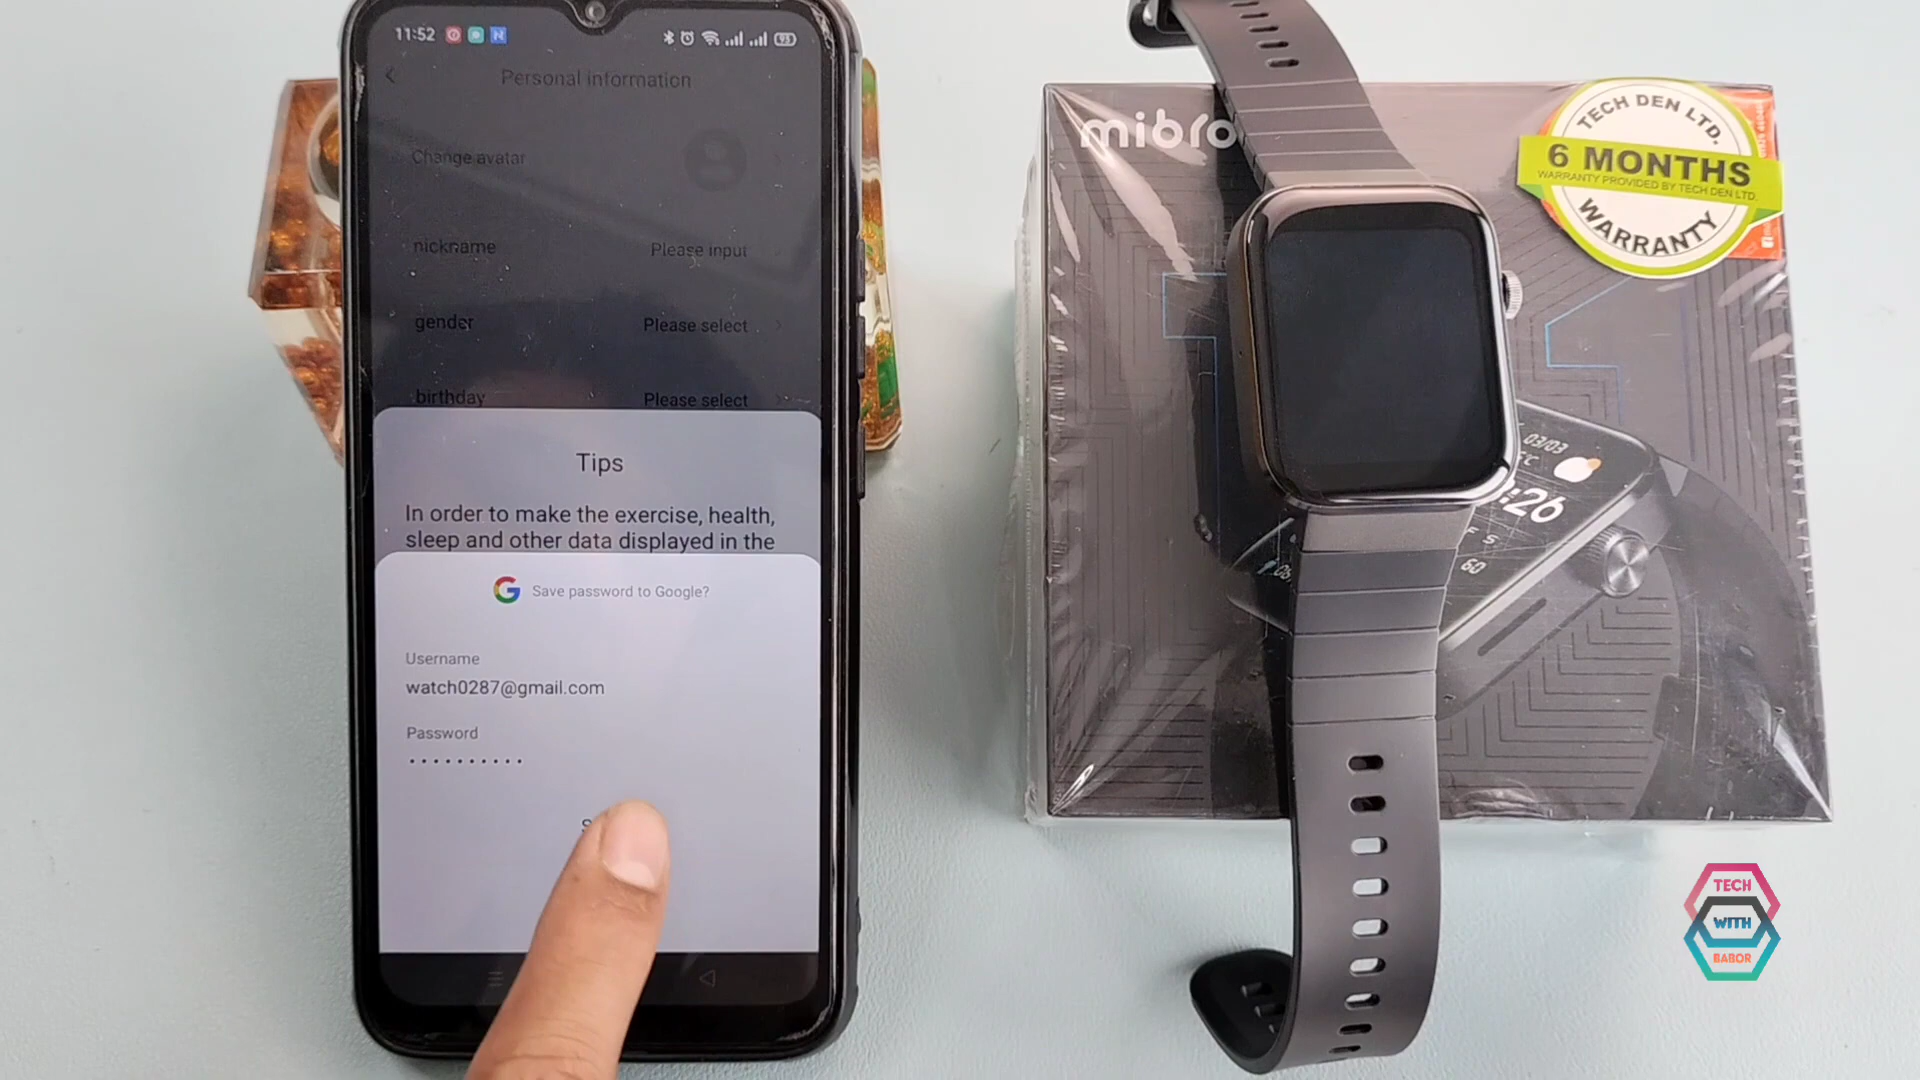 11:52
Personal information
Change avatar
nickname
Please input
gender
Please select
birthday
Please select
Tips
In order to make the exercise, health,
sleep and other data displayed in the
Save password to Google?
Username
watch0287@gmail.com
Password
mibro
TECH DEN LTD.
6 MONTHS
WARRANTY PROVIDED BY TECH DEN LTD.
WARRANTY
03/03
:26
60
TECH
WITH
BABOR